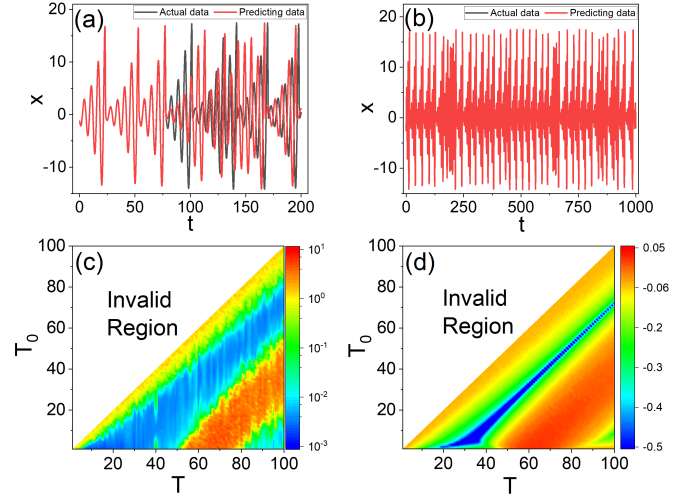 (a)
Actual data
Predicting data
x
10
0
-10
0
50
100
150
200
t
(b)
Actual data
Predicting data
x
10
0
-10
0
250
500
750
1000
t
(c)
Invalid
Region
T0
100
80
60
40
20
20
40
60
80
100
T
10^1
10^0
10^-1
10^-2
10^-3
(d)
Invalid
Region
T0
100
80
60
40
20
20
40
60
80
100
T
0.05
-0.06
-0.2
-0.3
-0.4
-0.5